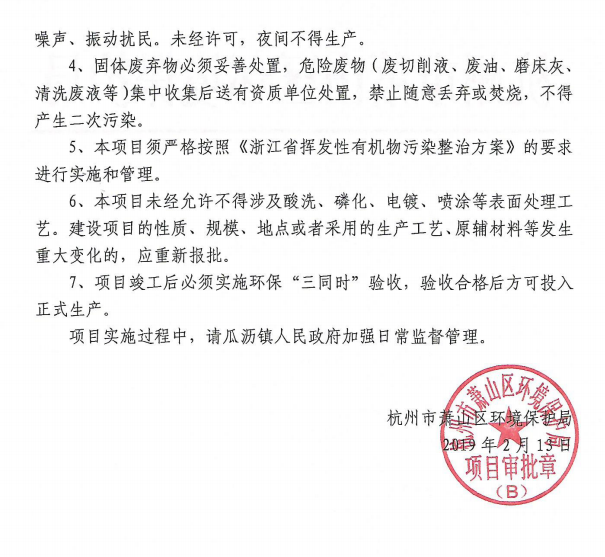 噪声、振动扰民。未经许可，夜间不得生产。
4、固体废弃物必须妥善处置，危险废物（废切削液、废油、磨床灰、
清洗废液等)集中收集后送有资质单位处置，禁止随意丢弃或焚烧，不得
产生二次污染。
5、本项目须严格按照《浙江省挥发性有机物污染整治方案》的要求
进行实施和管理。
6、本项目未经允许不得涉及酸洗、磷化、电镀、喷涂等表面处理工
艺。建设项目的性质、规模、地点或者采用的生产工艺、原辅材料等发生
重大变化的，应重新报批。
7、项目竣工后必须实施环保“三同时”验收，验收合格后方可投入
正式生产。
项目实施过程中，请瓜沥镇人民政府加强日常监督管理。
杭州市萧山区环境保护局
2019年2月13日
杭州市萧山区环境保护局
项目审批章
（B）